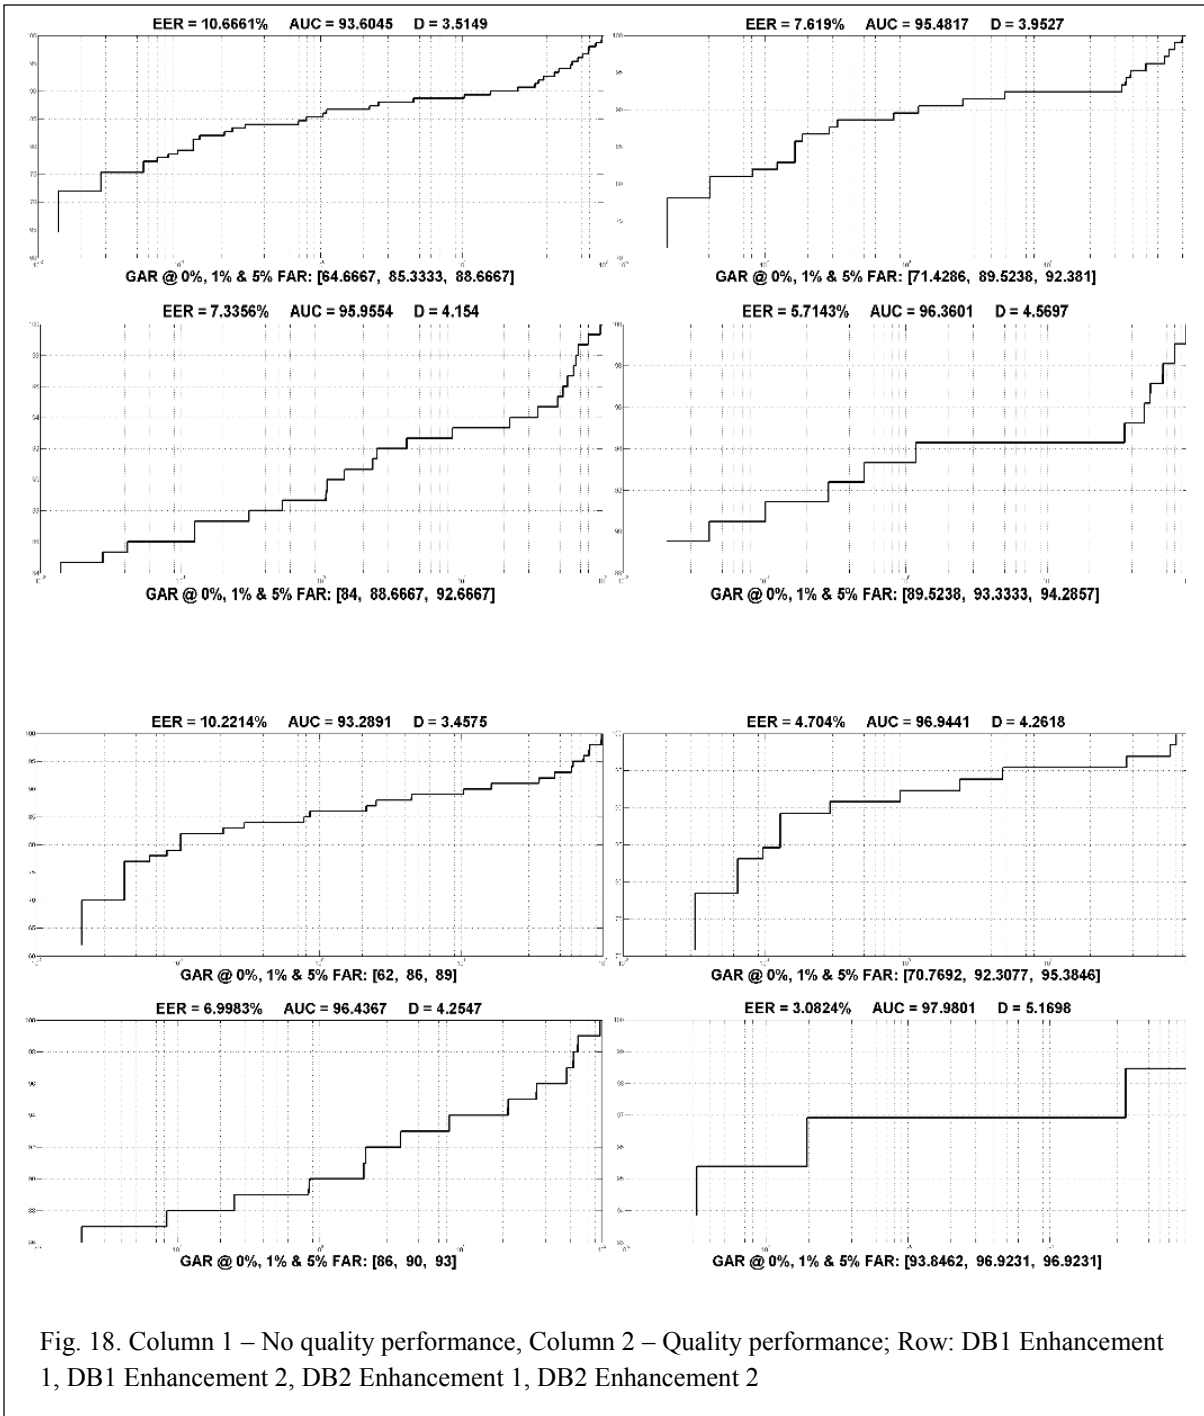 EER = 10.6661% AUC = 93.6045 D = 3.5149
GAR @ 0%, 1% & 5% FAR: [64.6667, 85.3333, 88.6667]
EER = 7.619% AUC = 95.4817 D = 3.9527
GAR @ 0%, 1% & 5% FAR: [71.4286, 89.5238, 92.381]
EER = 7.3356% AUC = 95.9554 D = 4.154
GAR @ 0%, 1% & 5% FAR: [84, 88.6667, 92.6667]
EER = 5.7143% AUC = 96.3601 D = 4.5697
GAR @ 0%, 1% & 5% FAR: [89.5238, 93.3333, 94.2857]
EER = 10.2214% AUC = 93.2891 D = 3.4575
GAR @ 0%, 1% & 5% FAR: [62, 86, 89]
EER = 4.704% AUC = 96.9441 D = 4.2618
GAR @ 0%, 1% & 5% FAR: [70.7692, 92.3077, 95.3846]
EER = 6.9983% AUC = 96.4367 D = 4.2547
GAR @ 0%, 1% & 5% FAR: [86, 90, 93]
EER = 3.0824% AUC = 97.9801 D = 5.1698
GAR @ 0%, 1% & 5% FAR: [93.8462, 96.9231, 96.9231]
Fig. 18. Column 1 – No quality performance, Column 2 – Quality performance; Row: DB1 Enhancement
1, DB1 Enhancement 2, DB2 Enhancement 1, DB2 Enhancement 2